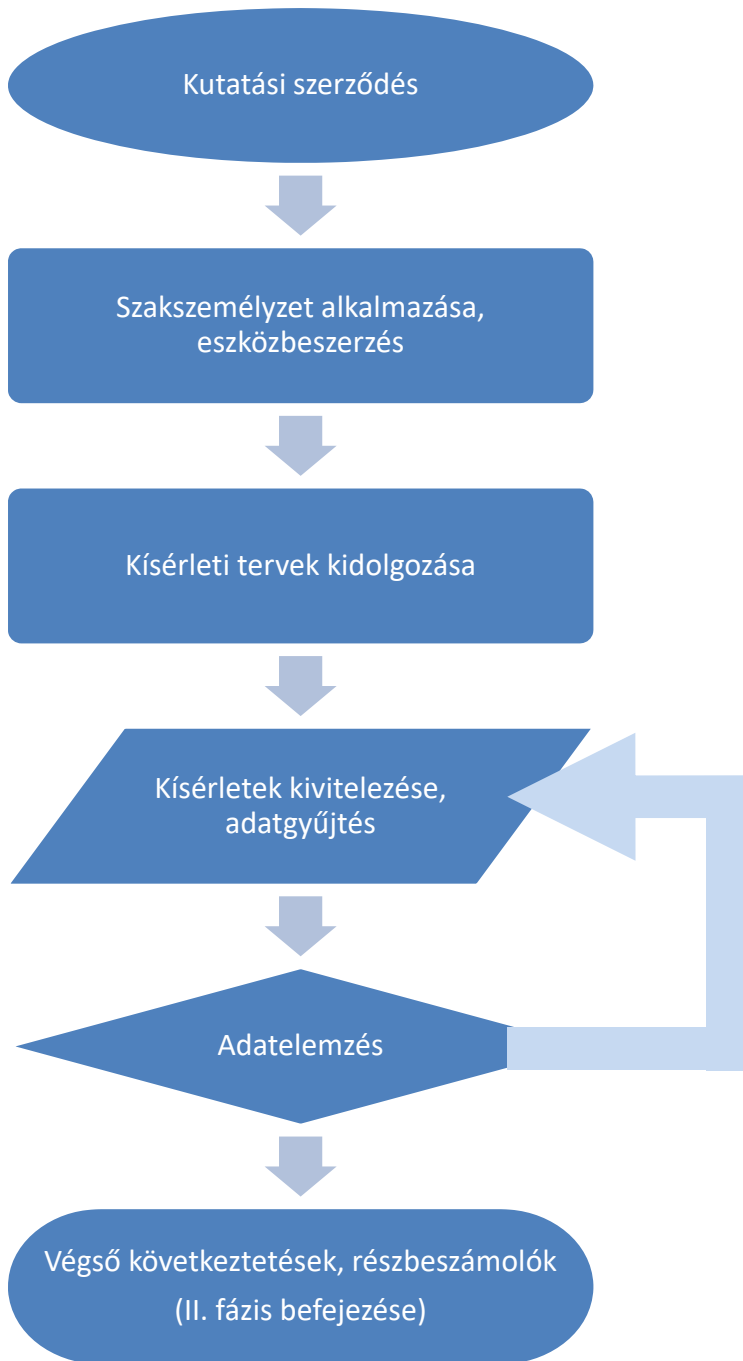 Kutatási szerződés
Szakszemélyzet alkalmazása,
eszközbeszerzés
Kísérleti tervek kidolgozása
Kísérletek kivitelezése,
adatgyűjtés
Adatelemzés
Végső következtetések, részbeszámolók
(II. fázis befejezése)